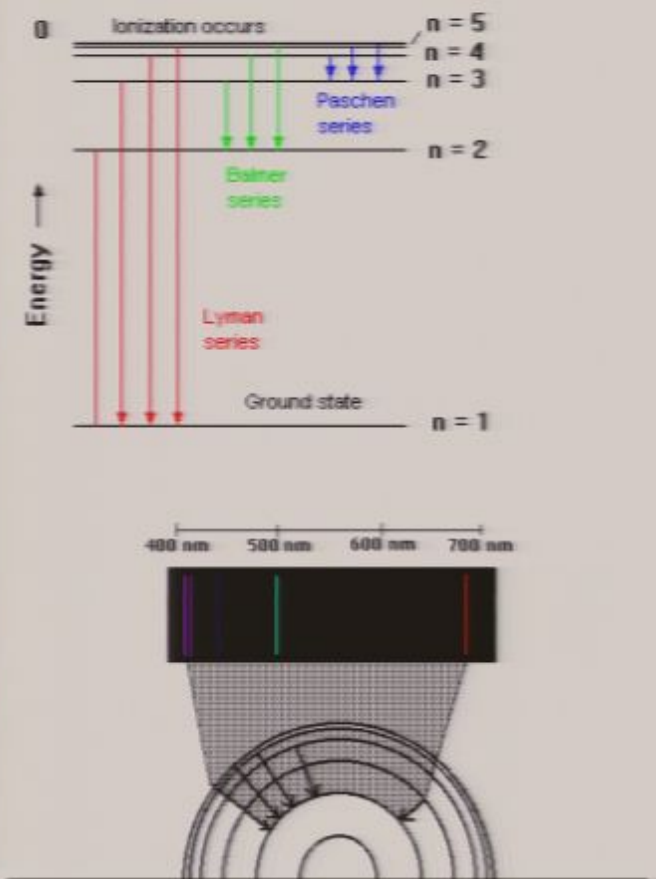 0
Ionization occurs
n = 5
n = 4
n = 3
Paschen
series
n = 2
Balmer
series
Energy
Lyman
series
Ground state
n = 1
400 nm 500 nm 600 nm 700 nm